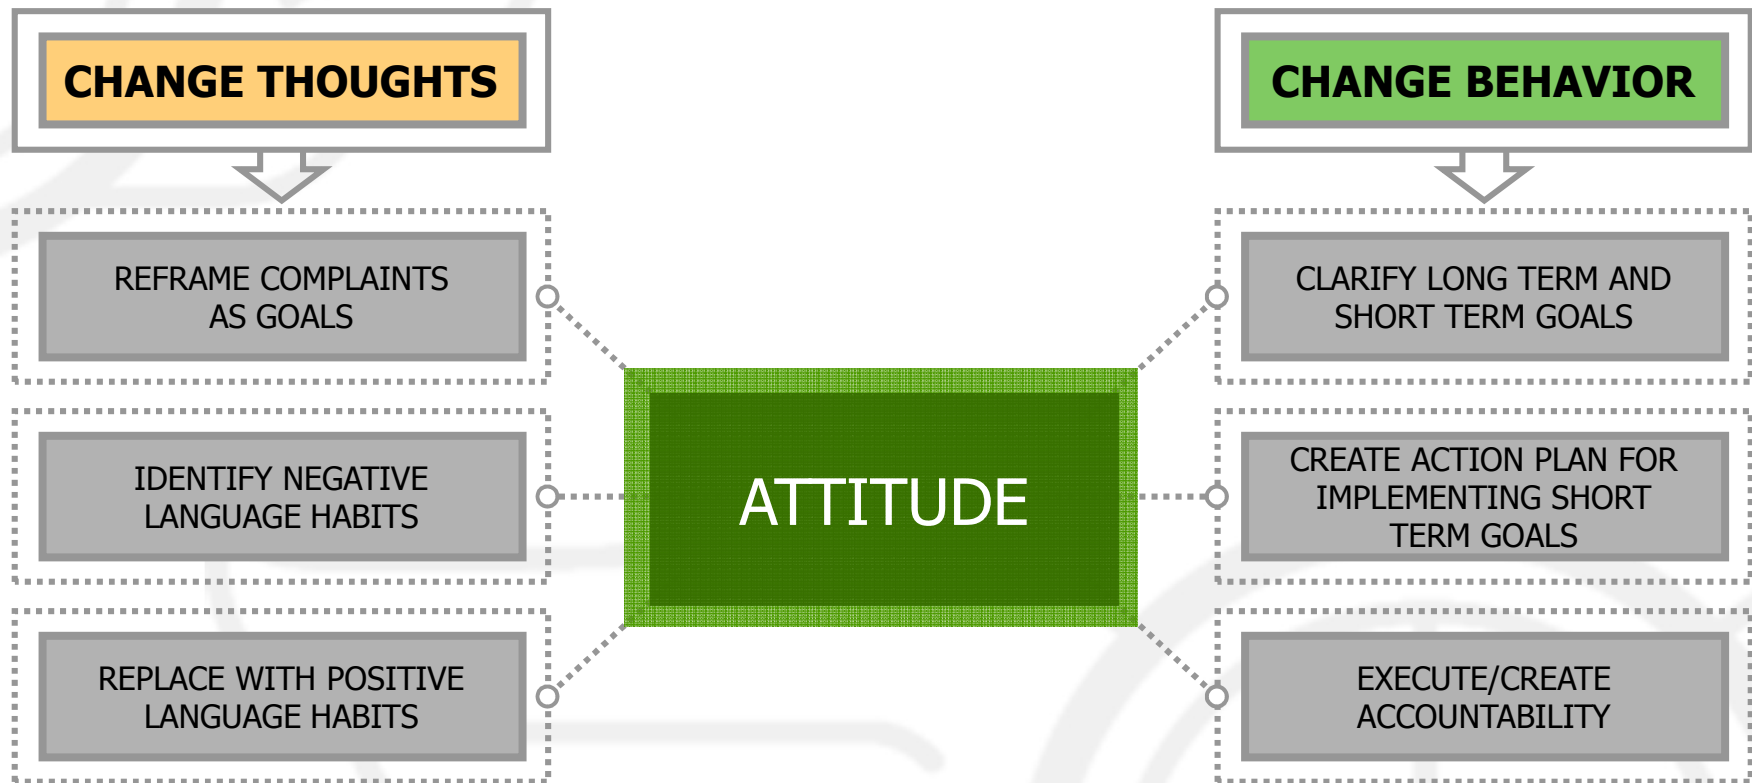 CHANGE THOUGHTS
REFRAME COMPLAINTS
AS GOALS
IDENTIFY NEGATIVE
LANGUAGE HABITS
REPLACE WITH POSITIVE
LANGUAGE HABITS
ATTITUDE
CHANGE BEHAVIOR
CLARIFY LONG TERM AND
SHORT TERM GOALS
CREATE ACTION PLAN FOR
IMPLEMENTING SHORT
TERM GOALS
EXECUTE/CREATE
ACCOUNTABILITY